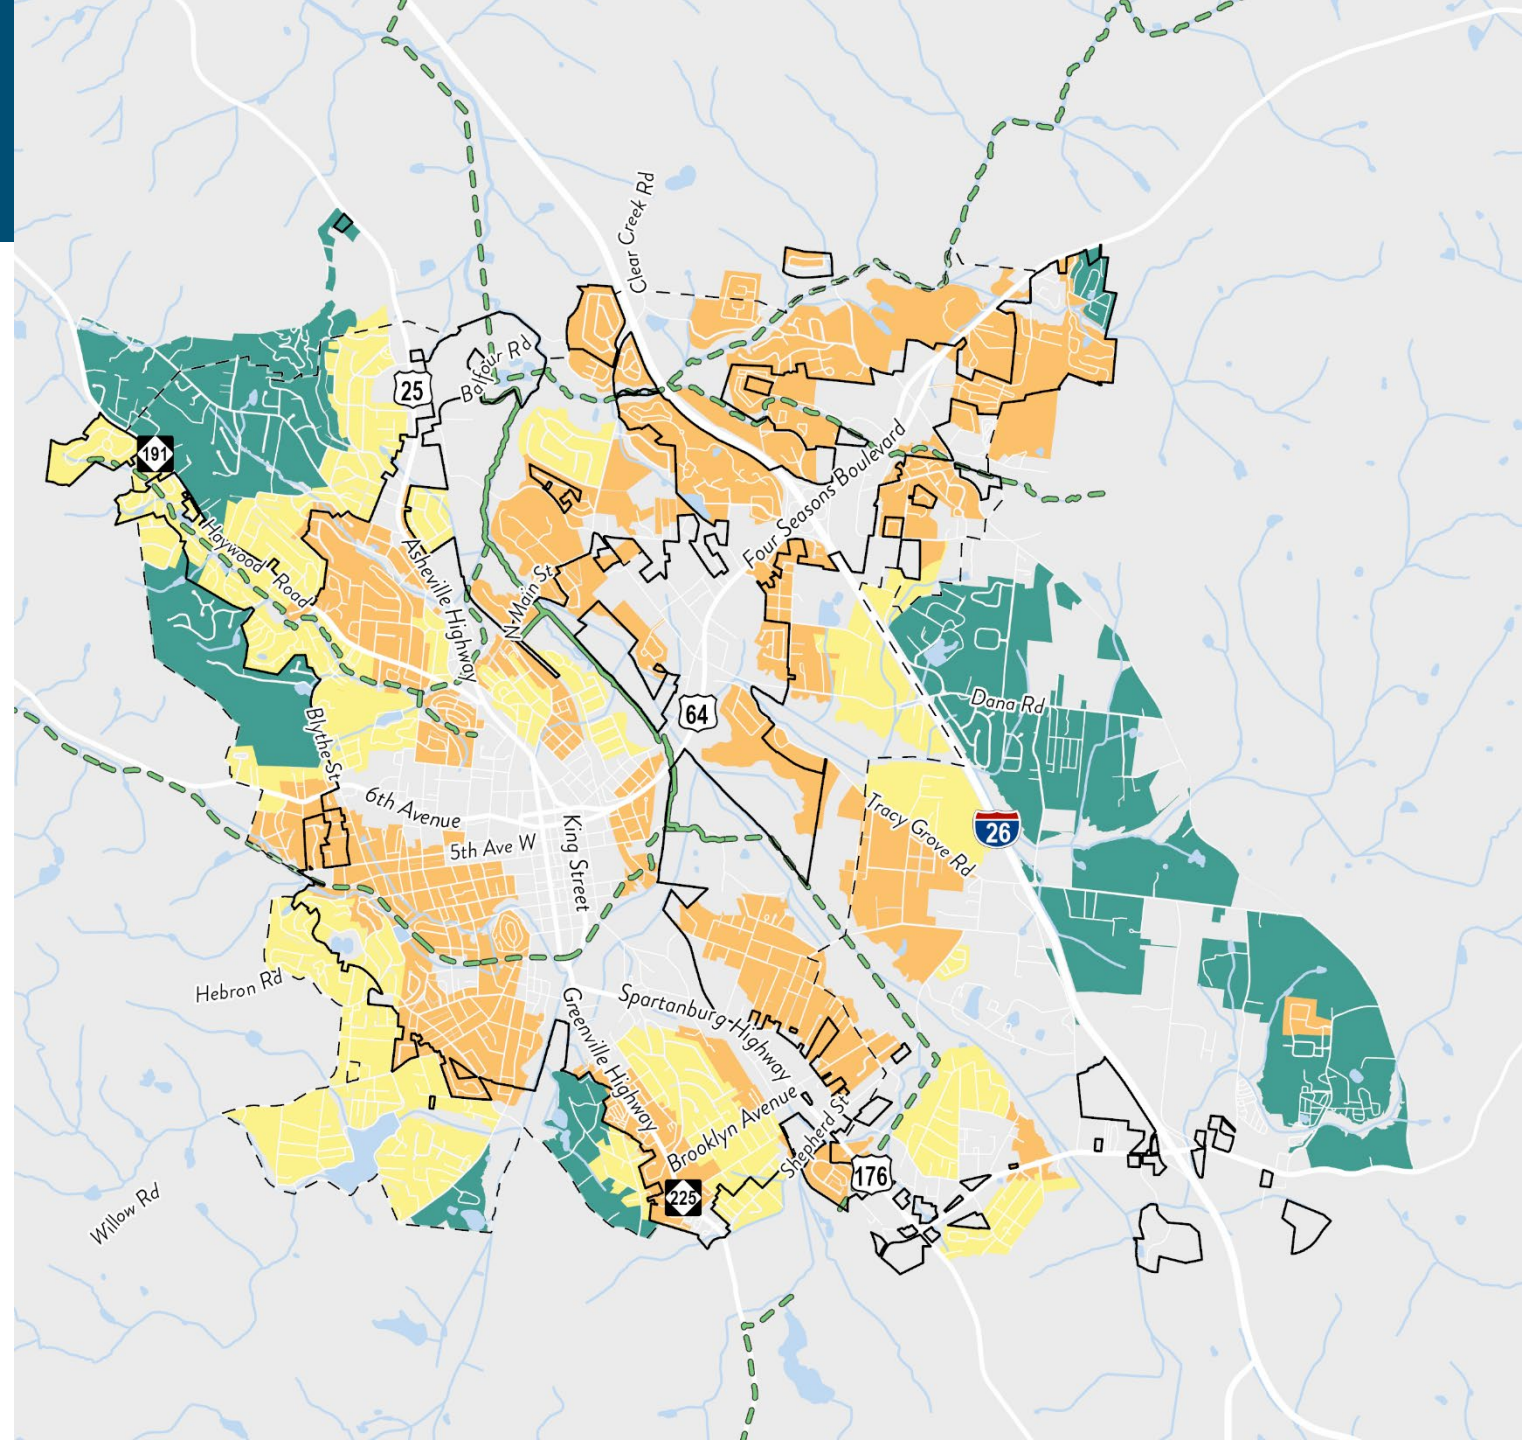 Clear Creek Rd
Balfour Rd
25
191
Four Seasons Boulevard
Haywood Road
Asheville Highway
N Main St
64
Dana Rd
Blythe St
6th Avenue
5th Ave W
King Street
Tracy Grove Rd
26
Hebron Rd
Spartanburg Highway
Greenville Highway
Brooklyn Avenue
Shepherd St
176
225
Willow Rd